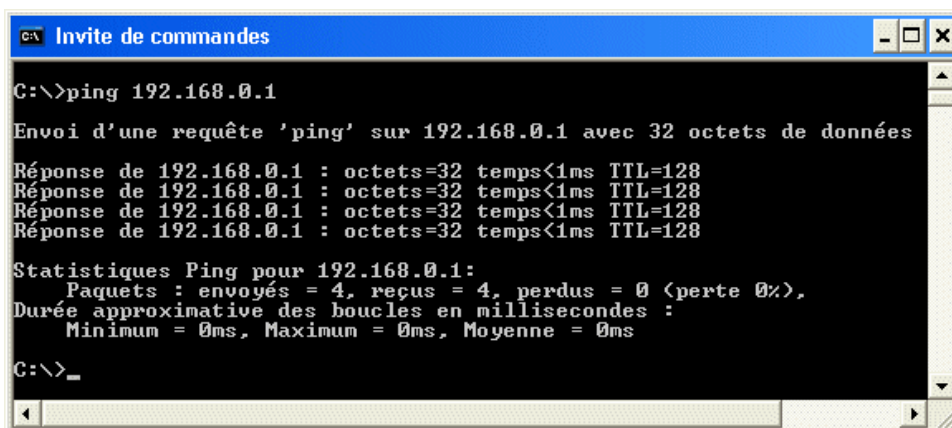 Invite de commandes
C:\>ping 192.168.0.1
Envoi d'une requête 'ping' sur 192.168.0.1 avec 32 octets de données
Réponse de 192.168.0.1 : octets=32 temps<1ms TTL=128
Réponse de 192.168.0.1 : octets=32 temps<1ms TTL=128
Réponse de 192.168.0.1 : octets=32 temps<1ms TTL=128
Réponse de 192.168.0.1 : octets=32 temps<1ms TTL=128
Statistiques Ping pour 192.168.0.1:
    Paquets : envoyés = 4, reçus = 4, perdus = 0 (perte 0%),
Durée approximative des boucles en millisecondes :
    Minimum = 0ms, Maximum = 0ms, Moyenne = 0ms
C:\>_